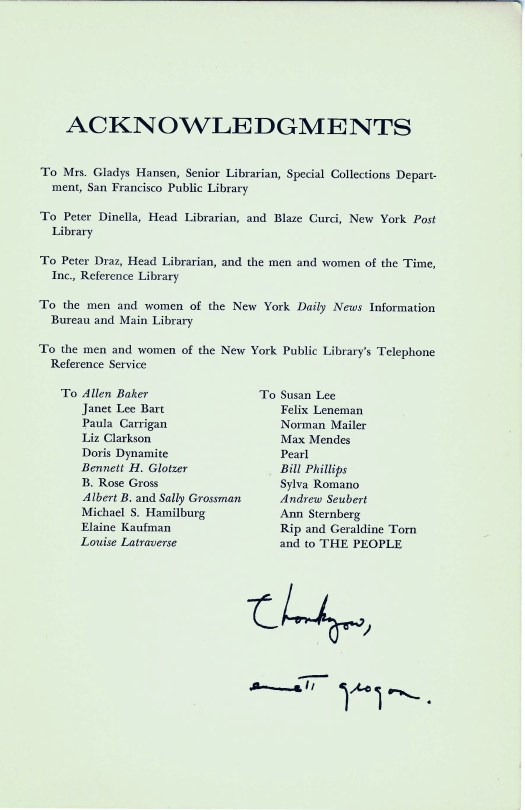 ACKNOWLEDGMENTS
To Mrs. Gladys Hansen, Senior Librarian, Special Collections Depart-
ment, San Francisco Public Library
To Peter Dinella, Head Librarian, and Blaze Curci, New York Post
Library
To Peter Draz, Head Librarian, and the men and women of the Time,
Inc., Reference Library
To the men and women of the New York Daily News Information
Bureau and Main Library
To the men and women of the New York Public Library's Telephone
Reference Service
To Allen Baker
Janet Lee Bart
Paula Carrigan
Liz Clarkson
Doris Dynamite
Bennett H. Glotzer
B. Rose Gross
Albert B. and Sally Grossman
Michael S. Hamilburg
Elaine Kaufman
Louise Latraverse
To Susan Lee
Felix Leneman
Norman Mailer
Max Mendes
Pearl
Bill Phillips
Sylva Romano
Andrew Seubert
Ann Sternberg
Rip and Geraldine Torn
and to THE PEOPLE
Thankyou,
emmett grogan.